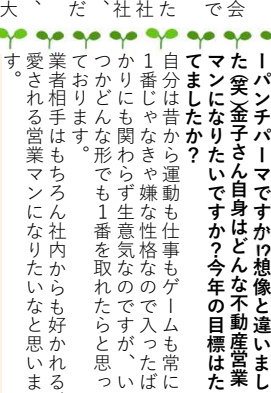 会
で
た
社
社
、
だ
、
大
ーパンチパーマですか!?想像と違いまし
た(笑)金子さん自身はどんな不動産営業
マンになりたいですか?今年の目標はた
てましたか?
自分は昔から運動も仕事もゲームも常に
1番じゃなきゃ嫌な性格なので入ったば
かりにも関わらず生意気なのですが、い
つかどんな形でも1番を取れたらと思っ
ております。
業者相手はもちろん社内からも好かれる、
愛される営業マンになりたいなと思いま
す。